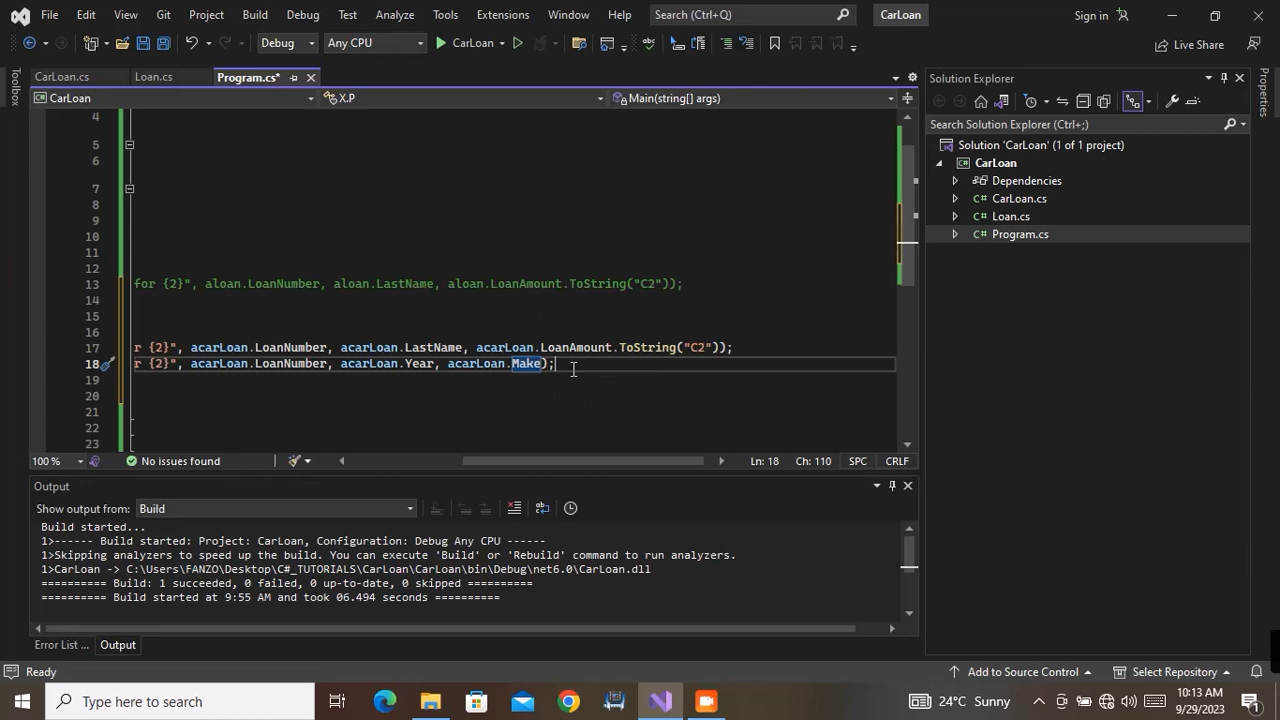 File Edit View Git Project Build Debug Test Analyze Tools Extensions Window Help Search (Ctrl+Q) CarLoan Sign in
Debug Any CPU CarLoan Live Share
CarLoan.cs Loan.cs Program.cs*
CarLoan X.P Main(string[] args)
Toolbox
Properties
4
5
6
7
8
9
10
11
12
13 for {2}", aloan.LoanNumber, aloan.LastName, aloan.LoanAmount.ToString("C2"));
14
15
16
17 r {2}", acarLoan.LoanNumber, acarLoan.LastName, acarLoan.LoanAmount.ToString("C2"));
18 r {2}", acarLoan.LoanNumber, acarLoan.Year, acarLoan.Make);
19
20
21
22
23
100 % No issues found Ln: 18 Ch: 110 SPC CRLF
Output
Show output from: Build
Build started...
1>------ Build started: Project: CarLoan, Configuration: Debug Any CPU ------
1>Skipping analyzers to speed up the build. You can execute 'Build' or 'Rebuild' command to run analyzers.
1>CarLoan -> C:\Users\FANZO\Desktop\C#_TUTORIALS\CarLoan\CarLoan\bin\Debug\net6.0\CarLoan.dll
========== Build: 1 succeeded, 0 failed, 0 up-to-date, 0 skipped ==========
========== Build started at 9:55 AM and took 06.494 seconds ==========
Error List ... Output
Solution Explorer
Search Solution Explorer (Ctrl+;)
Solution 'CarLoan' (1 of 1 project)
C# CarLoan
Dependencies
C# CarLoan.cs
C# Loan.cs
C# Program.cs
Ready Add to Source Control Select Repository
Type here to search 24°C Sunny 10:13 AM
9/29/2023
1